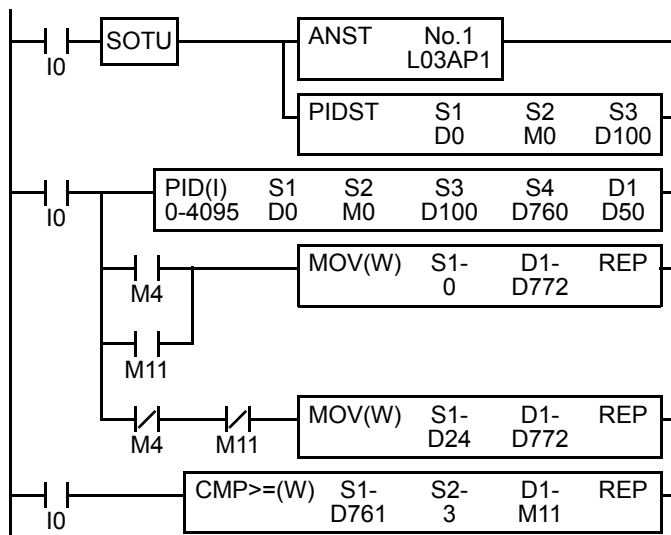 SOTU ANST No.1
I0 L03AP1
PIDST S1 S2 S3
D0 M0 D100
PID(I) S1 S2 S3 S4 D1
I0 0-4095 D0 M0 D100 D760 D50
MOV(W) S1- D1- REP
M4 0 D772
M11
MOV(W) S1- D1- REP
M4 M11 D24 D772
CMP>=(W) S1- S2- D1- REP
I0 D761 3 M11